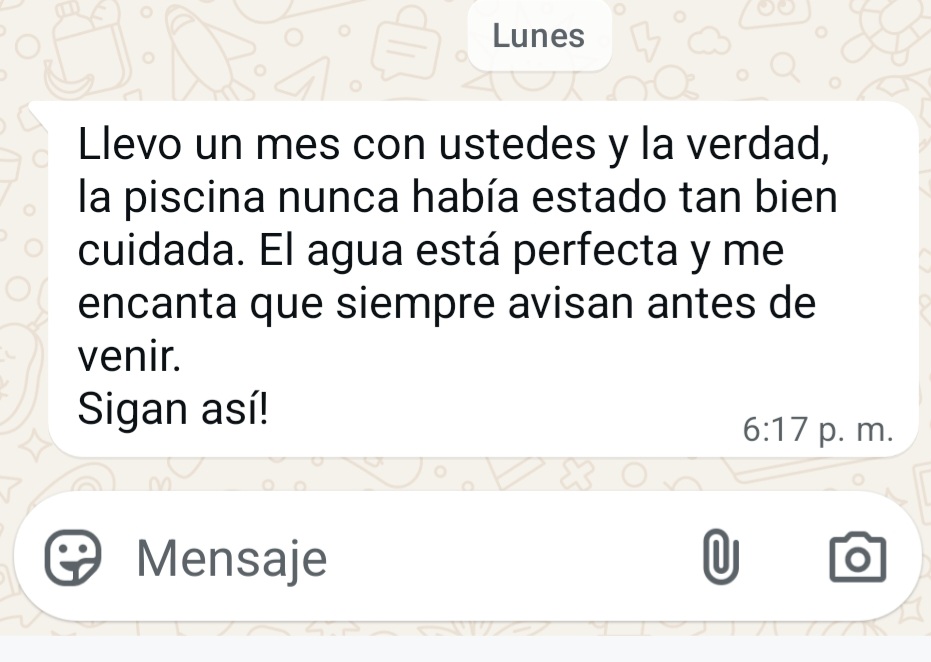 Lunes
Llevo un mes con ustedes y la verdad,
la piscina nunca había estado tan bien
cuidada. El agua está perfecta y me
encanta que siempre avisan antes de
venir.
Sigan así!
6:17 p. m.
Mensaje